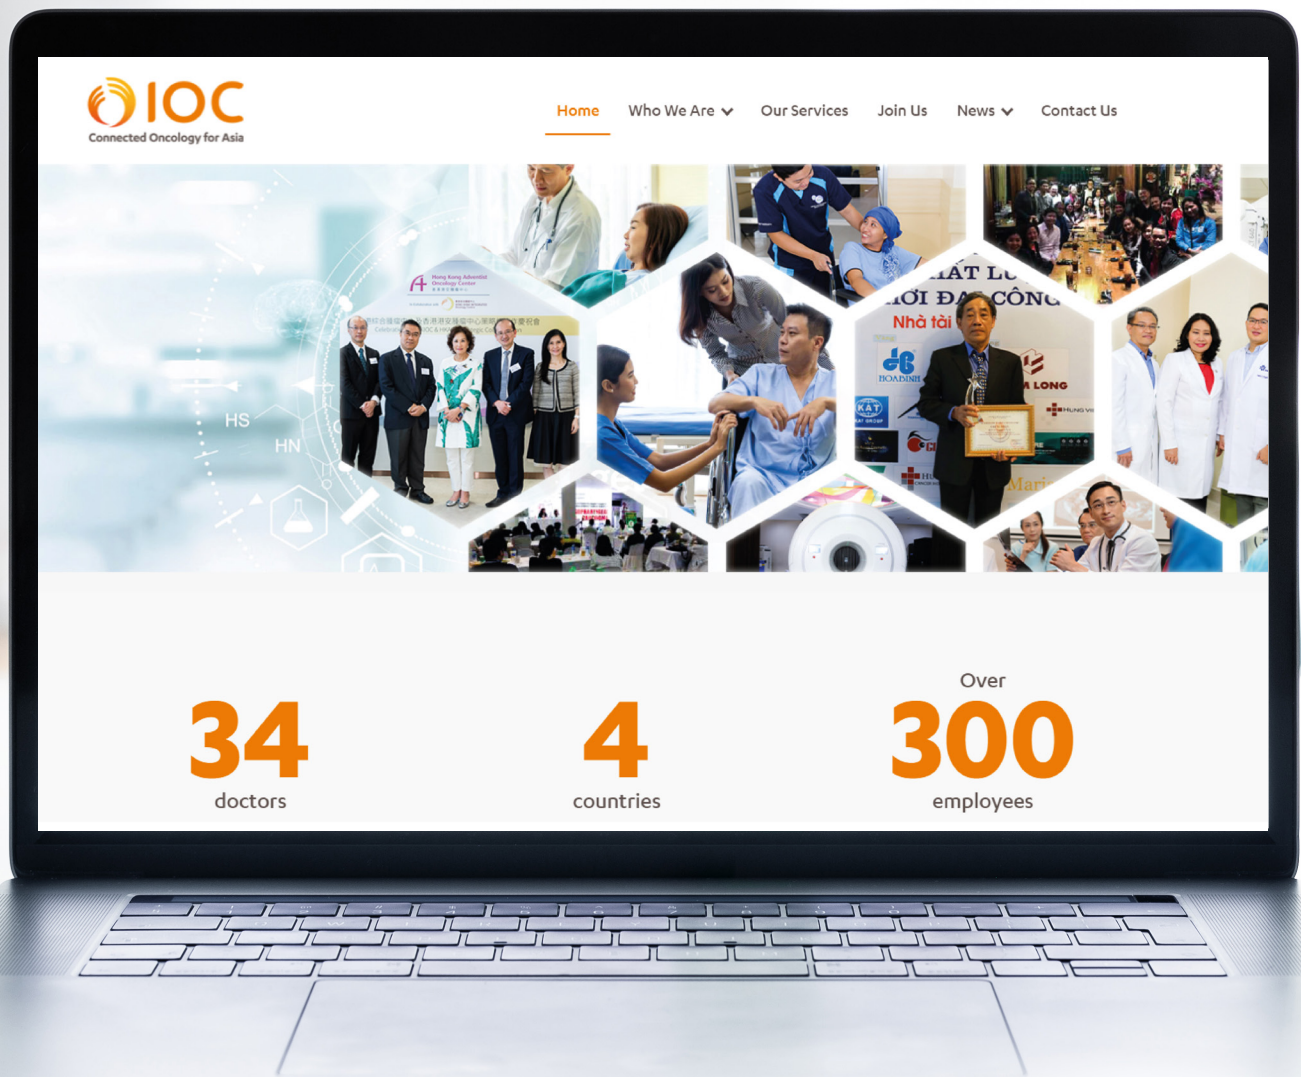 IOC
Connected Oncology for Asia
Home
Who We Are
Our Services
Join Us
News
Contact Us
HS
HN
Hong Kong Adventist
Oncology Center
HOABINH
KAT
Nhà tài
LONG
34
doctors
4
countries
Over
300
employees